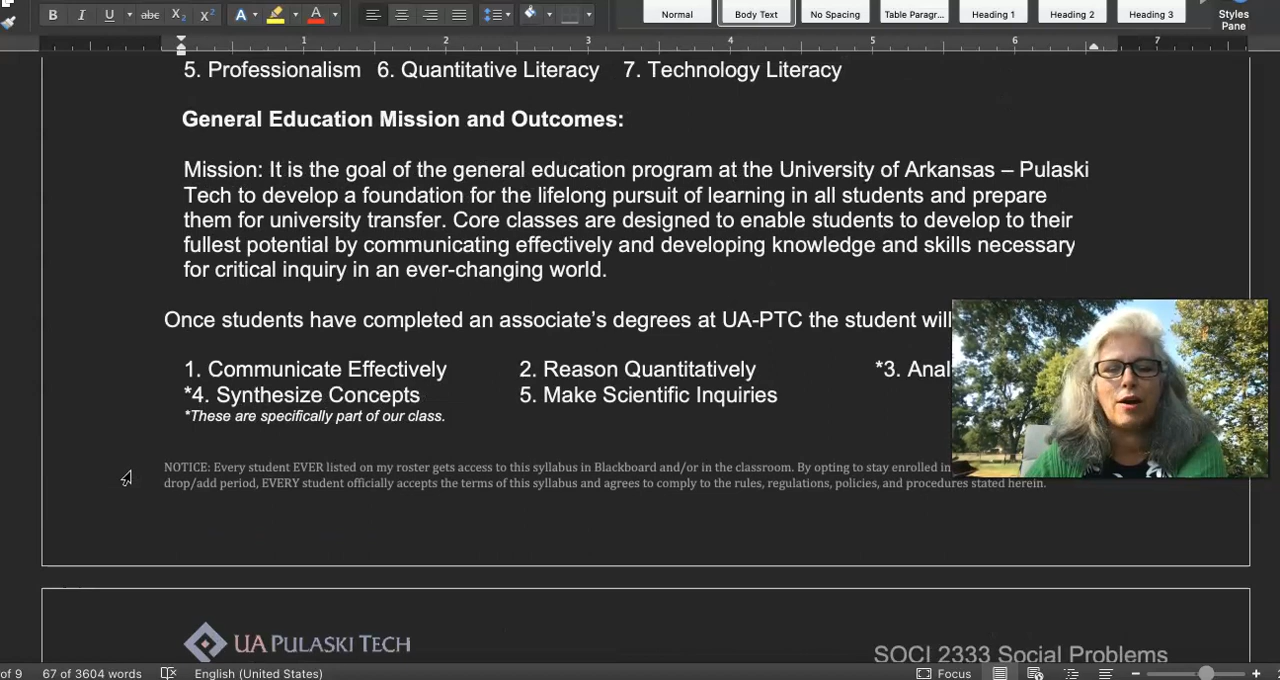 B I U abc X₂ X² A A
Normal Body Text No Spacing Table Paragr... Heading 1 Heading 2 Heading 3 Styles
Pane
1 2 3 4 5 6 7
5. Professionalism 6. Quantitative Literacy 7. Technology Literacy
General Education Mission and Outcomes:
Mission: It is the goal of the general education program at the University of Arkansas – Pulaski
Tech to develop a foundation for the lifelong pursuit of learning in all students and prepare
them for university transfer. Core classes are designed to enable students to develop to their
fullest potential by communicating effectively and developing knowledge and skills necessary
for critical inquiry in an ever-changing world.
Once students have completed an associate’s degrees at UA-PTC the student will
1. Communicate Effectively 2. Reason Quantitatively *3. Anal
*4. Synthesize Concepts 5. Make Scientific Inquiries
*These are specifically part of our class.
NOTICE: Every student EVER listed on my roster gets access to this syllabus in Blackboard and/or in the classroom. By opting to stay enrolled in
drop/add period, EVERY student officially accepts the terms of this syllabus and agrees to comply to the rules, regulations, policies, and procedures stated herein.
UA PULASKI TECH
SOCI 2333 Social Problems
of 9 67 of 3604 words English (United States) Focus